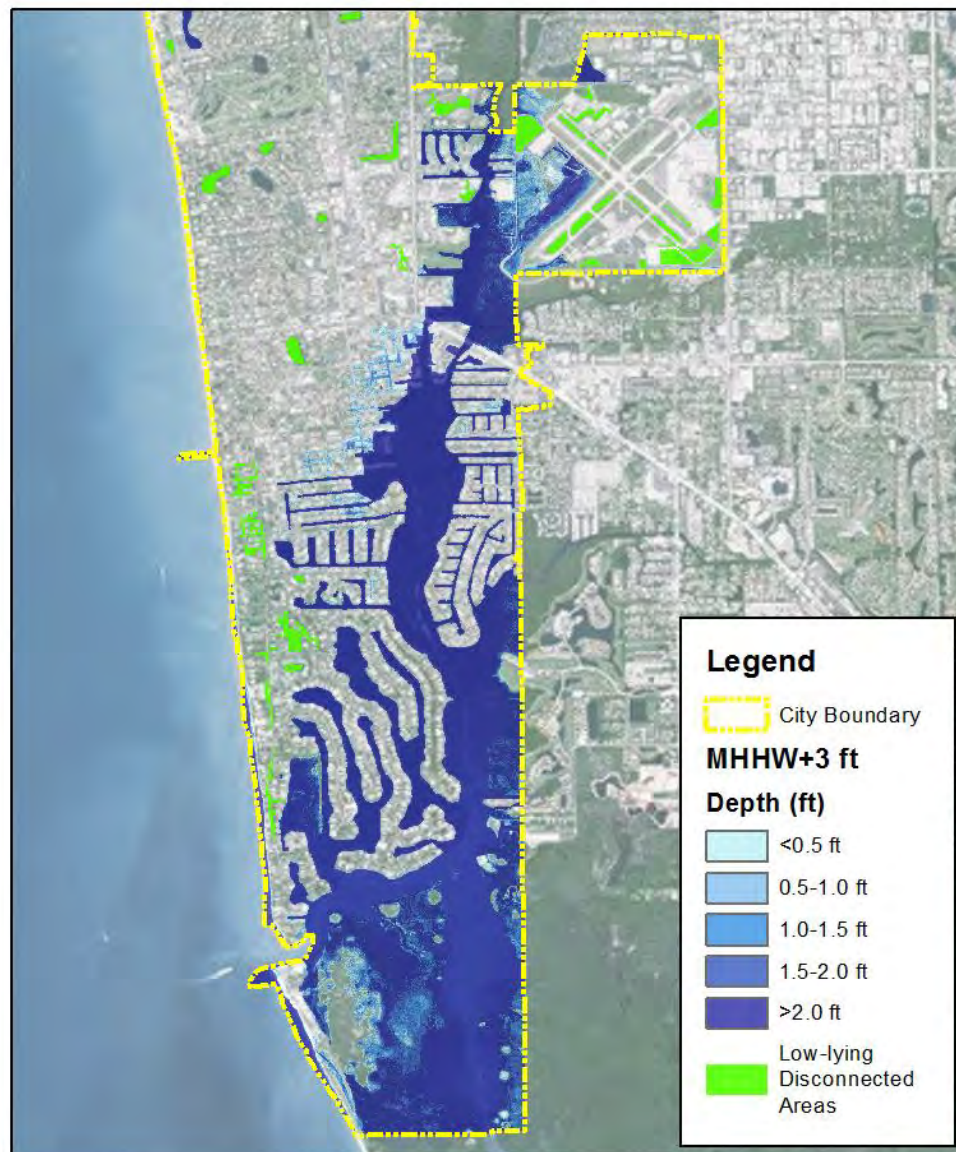 Legend
City Boundary
MHHW+3 ft
Depth (ft)
<0.5 ft
0.5-1.0 ft
1.0-1.5 ft
1.5-2.0 ft
>2.0 ft
Low-lying
Disconnected
Areas